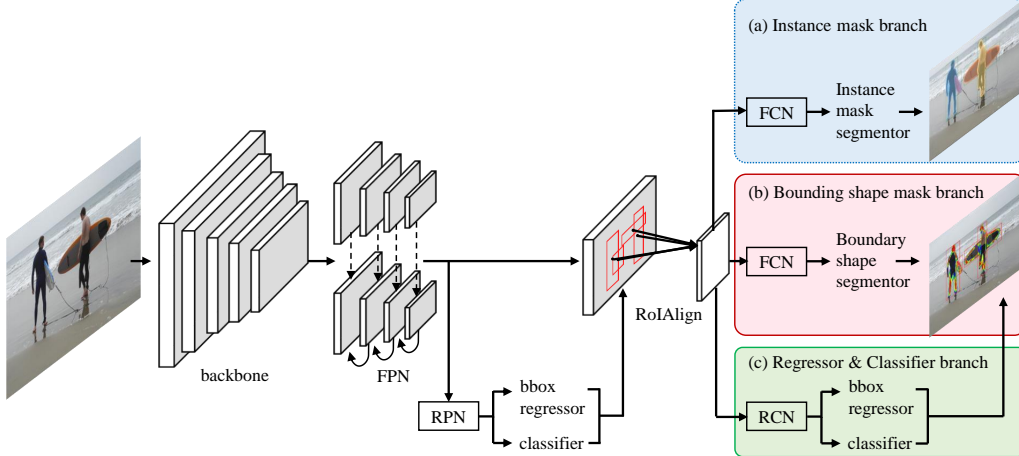 (a) Instance mask branch
FCN
Instance
mask
segmentor
(b) Bounding shape mask branch
FCN
Boundary
shape
segmentor
RoIAlign
backbone
FPN
(c) Regressor & Classifier branch
RPN
bbox
regressor
classifier
RCN
bbox
regressor
classifier